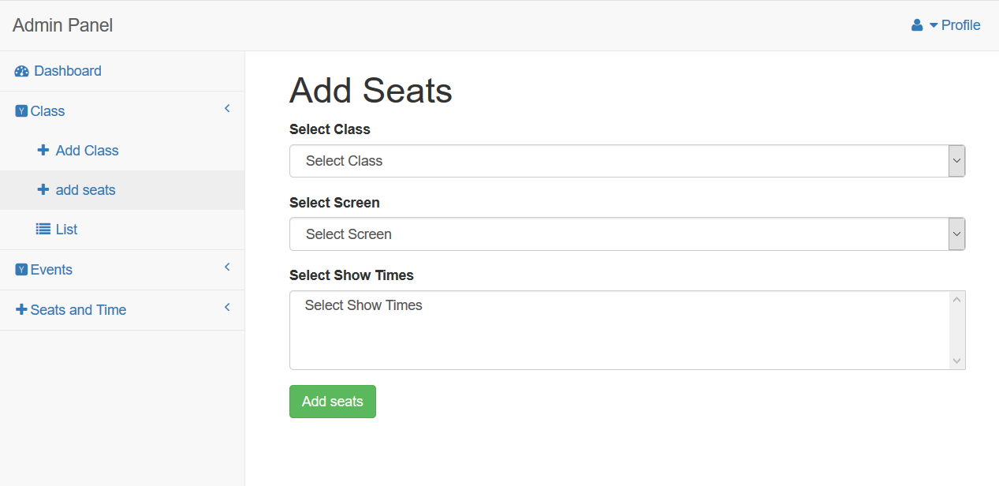 Admin Panel
Profile
Dashboard
Class
Add Class
add seats
List
Events
Seats and Time
Add Seats
Select Class
Select Class
Select Screen
Select Screen
Select Show Times
Select Show Times
Add seats